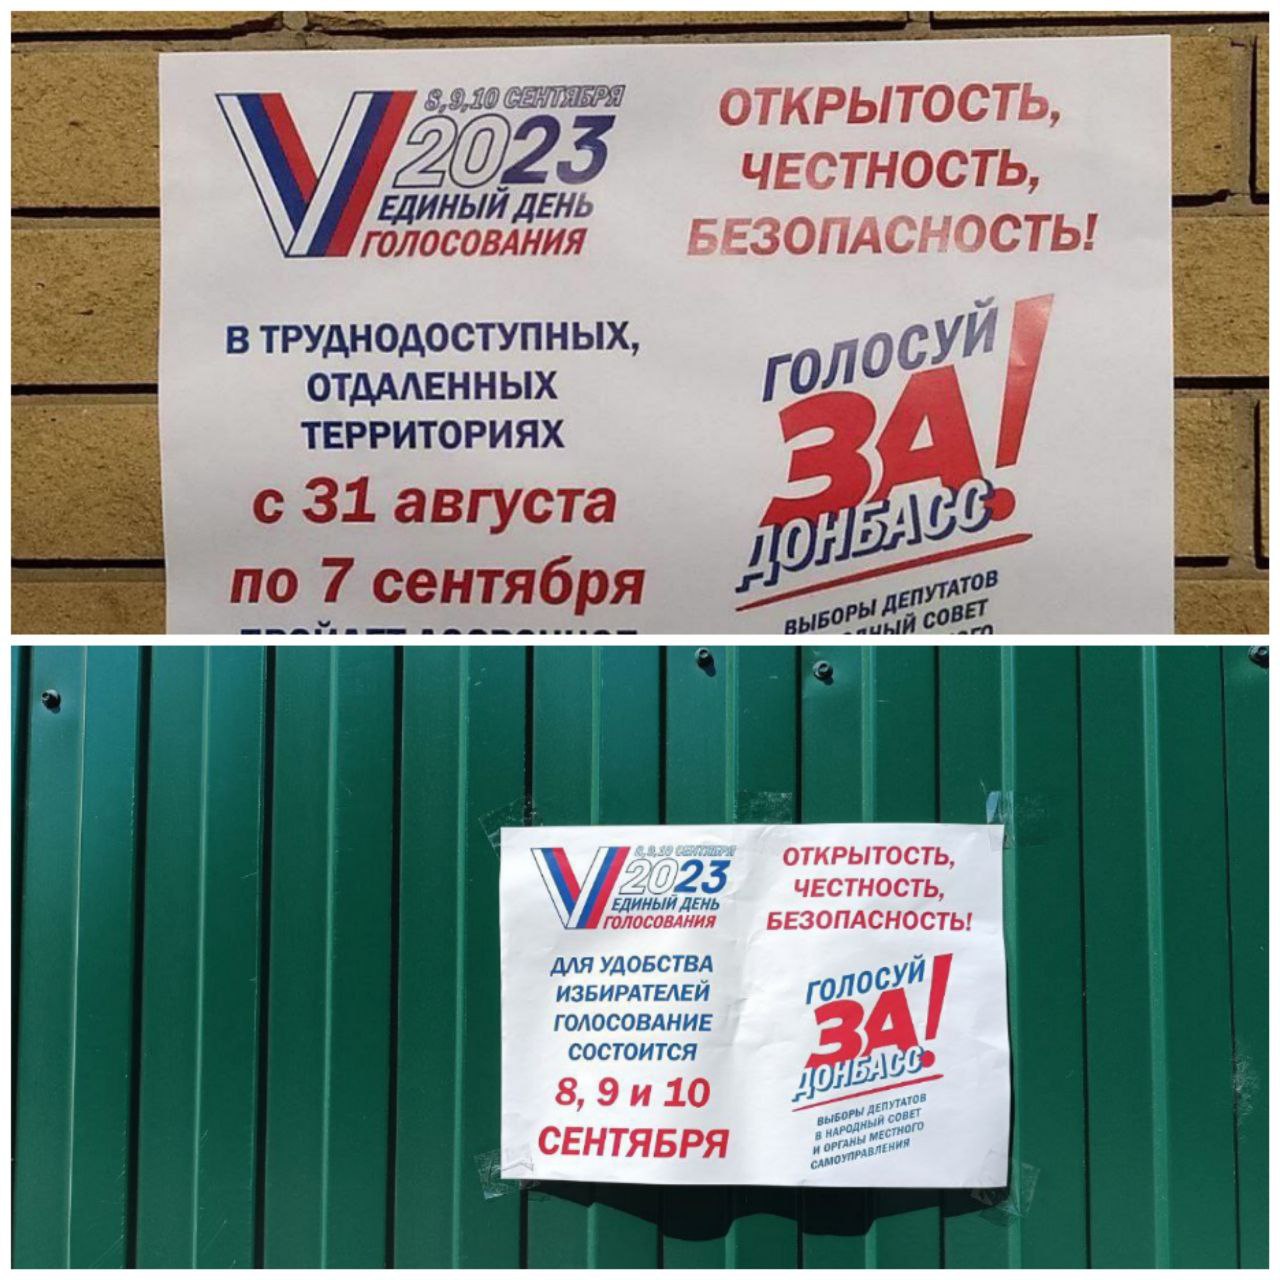 8, 9, 10 СЕНТЯБРЯ
2023
ЕДИНЫЙ ДЕНЬ
ГОЛОСОВАНИЯ
В ТРУДНОДОСТУПНЫХ,
ОТДАЛЕННЫХ
ТЕРРИТОРИЯХ
с 31 августа
по 7 сентября
ОТКРЫТОСТЬ,
ЧЕСТНОСТЬ,
БЕЗОПАСНОСТЬ!
ГОЛОСУЙ
ЗА!
ДОНБАСС
ВЫБОРЫ ДЕПУТАТОВ
СОВЕТ
8, 9, 10 СЕНТЯБРЯ
2023
ЕДИНЫЙ ДЕНЬ
ГОЛОСОВАНИЯ
ДЛЯ УДОБСТВА
ИЗБИРАТЕЛЕЙ
ГОЛОСОВАНИЕ
СОСТОИТСЯ
8, 9 и 10
СЕНТЯБРЯ
ОТКРЫТОСТЬ,
ЧЕСТНОСТЬ,
БЕЗОПАСНОСТЬ!
ГОЛОСУЙ
ЗА!
ДОНБАСС
ВЫБОРЫ ДЕПУТАТОВ
В НАРОДНЫЙ СОВЕТ
И ОРГАНЫ МЕСТНОГО
САМОУПРАВЛЕНИЯ